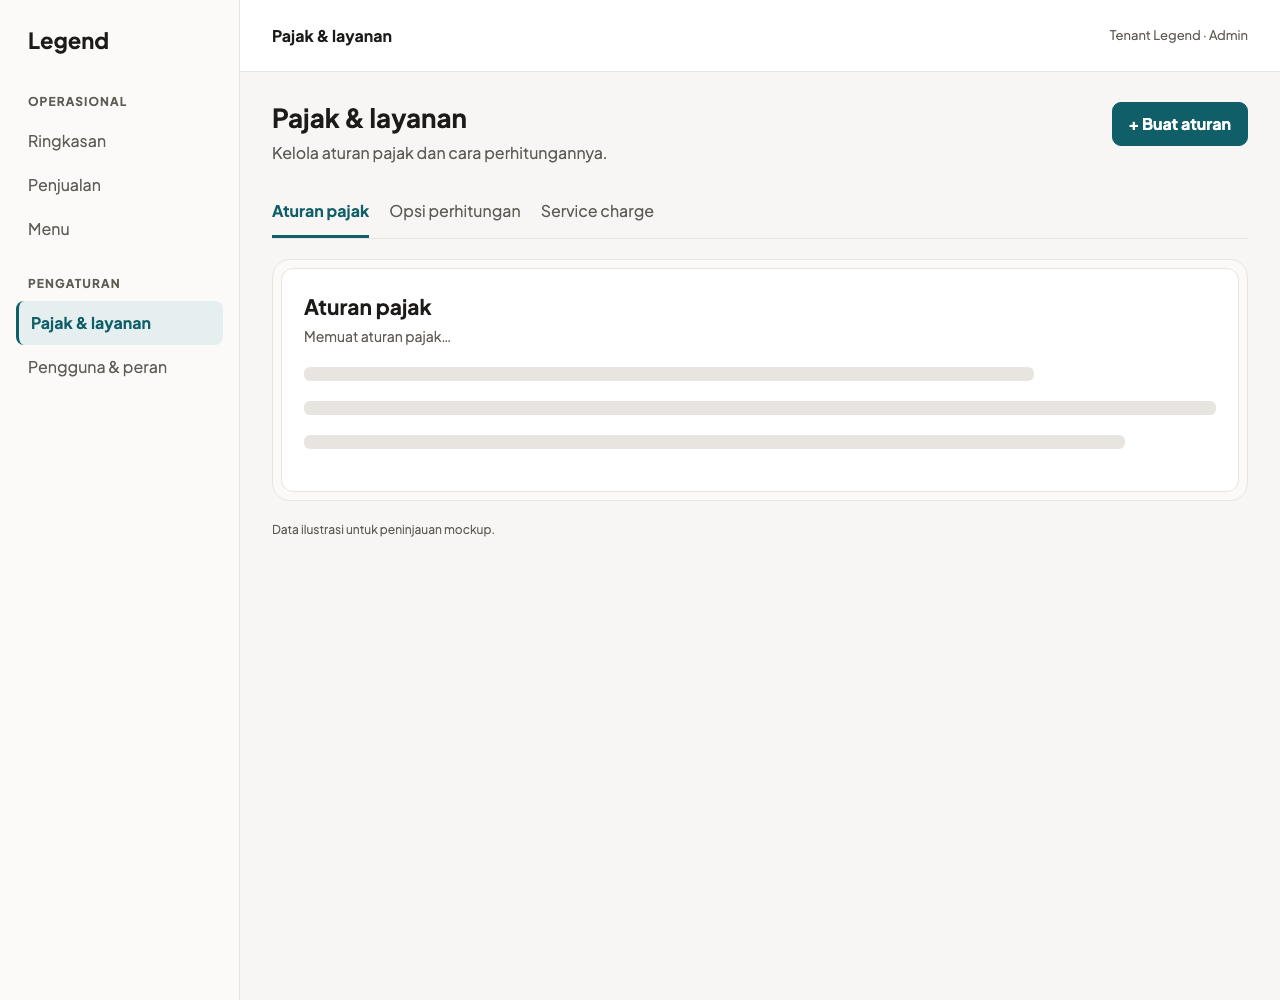 Legend
OPERASIONAL
Ringkasan
Penjualan
Menu
PENGATURAN
Pajak & layanan
Pengguna & peran
Pajak & layanan
Tenant Legend · Admin
Pajak & layanan
Kelola aturan pajak dan cara perhitungannya.
+ Buat aturan
Aturan pajak
Opsi perhitungan
Service charge
Aturan pajak
Memuat aturan pajak…
Data ilustrasi untuk peninjauan mockup.